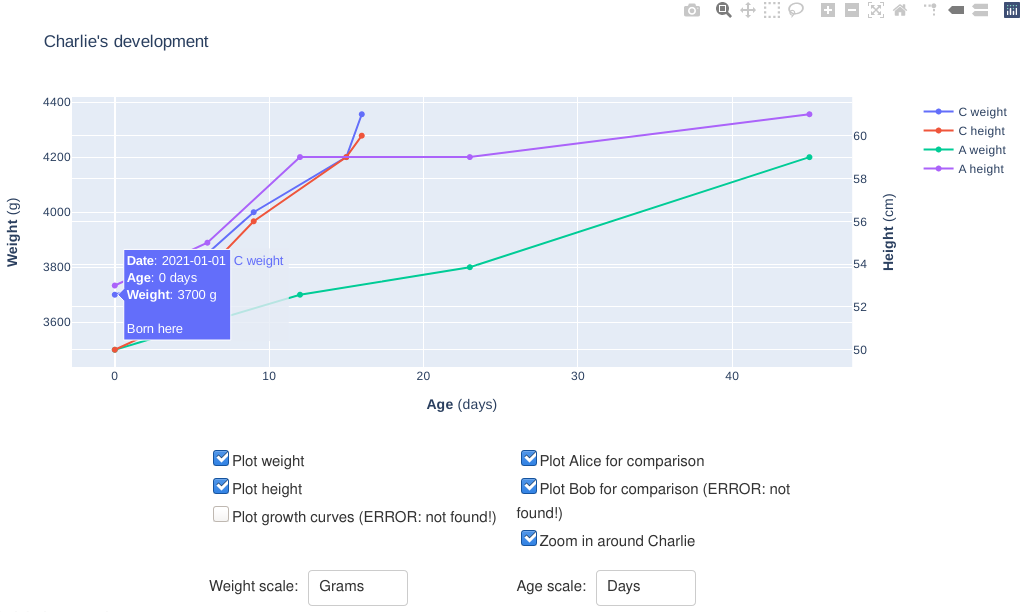 Charlie's development
4400
4200
4000
3800
3600
Weight (g)
60
58
56
54
52
50
Height (cm)
C weight
C height
A weight
A height
Date: 2021-01-01
Age: 0 days
Weight: 3700 g
Born here
C weight
0
10
20
30
40
Age (days)
Plot weight
Plot height
Plot growth curves (ERROR: not found!)
Plot Alice for comparison
Plot Bob for comparison (ERROR: not
found!)
Zoom in around Charlie
Weight scale: Grams
Age scale: Days